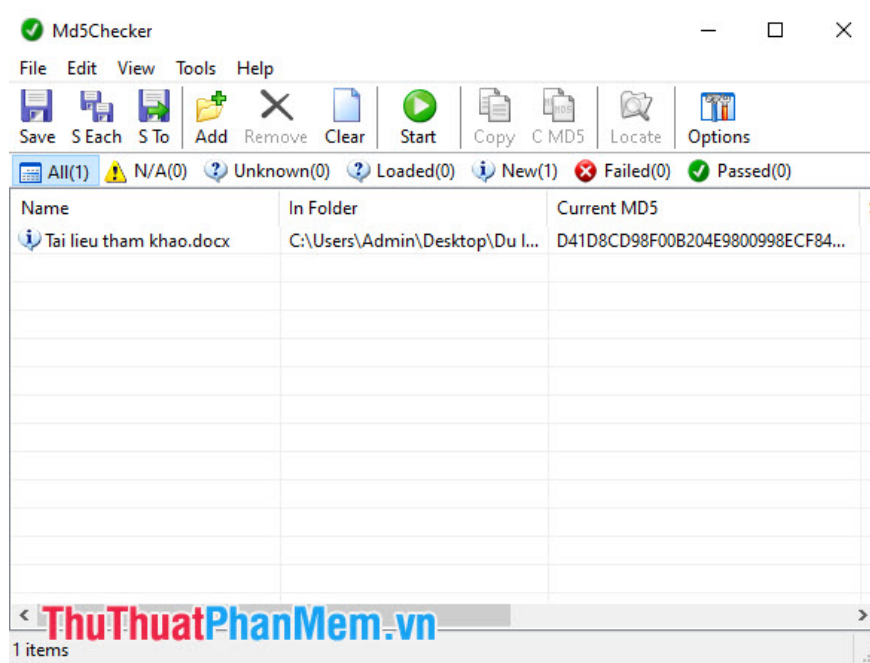 Md5Checker
File Edit View Tools Help
Save S Each S To Add Remove Clear Start Copy C MD5 Locate Options
All(1) N/A(0) Unknown(0) Loaded(0) New(1) Failed(0) Passed(0)
Name In Folder Current MD5
Tai lieu tham khao.docx C:\Users\Admin\Desktop\Du l... D41D8CD98F00B204E9800998ECF84...
ThuThuatPhanMem.vn
1 items